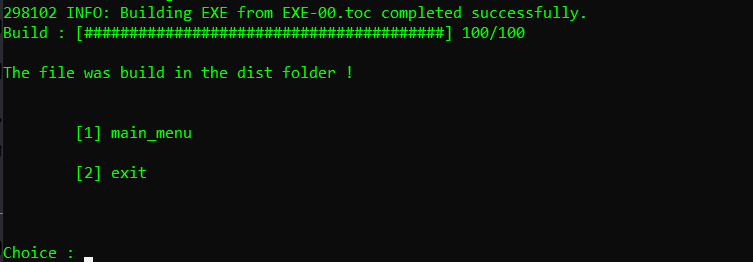 298102 INFO: Building EXE from EXE-00.toc completed successfully.
Build : [########################################] 100/100
The file was build in the dist folder !
[1] main_menu
[2] exit
Choice :